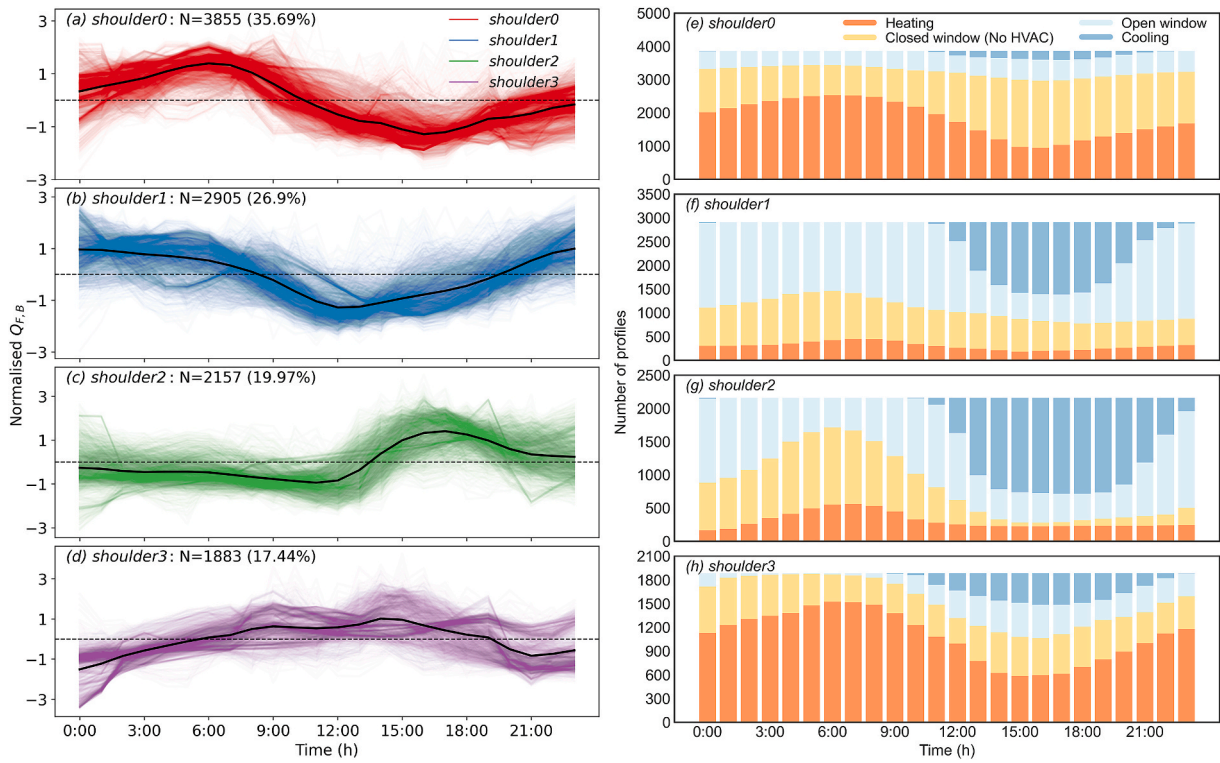 (a) shoulder0: N=3855 (35.69%)
shoulder0
shoulder1
shoulder2
shoulder3
3
1
−1
−3
(b) shoulder1: N=2905 (26.9%)
3
1
−1
−3
(c) shoulder2: N=2157 (19.97%)
3
1
−1
−3
(d) shoulder3: N=1883 (17.44%)
3
1
−1
−3
Normalised Q_{F,B}
0:00 3:00 6:00 9:00 12:00 15:00 18:00 21:00
Time (h)
(e) shoulder0
Heating
Closed window (No HVAC)
Open window
Cooling
5000
4000
3000
2000
1000
0
(f) shoulder1
3500
3000
2500
2000
1500
1000
500
0
(g) shoulder2
2500
2000
1500
1000
500
0
(h) shoulder3
2100
1800
1500
1200
900
600
300
0
Number of profiles
0:00 3:00 6:00 9:00 12:00 15:00 18:00 21:00
Time (h)